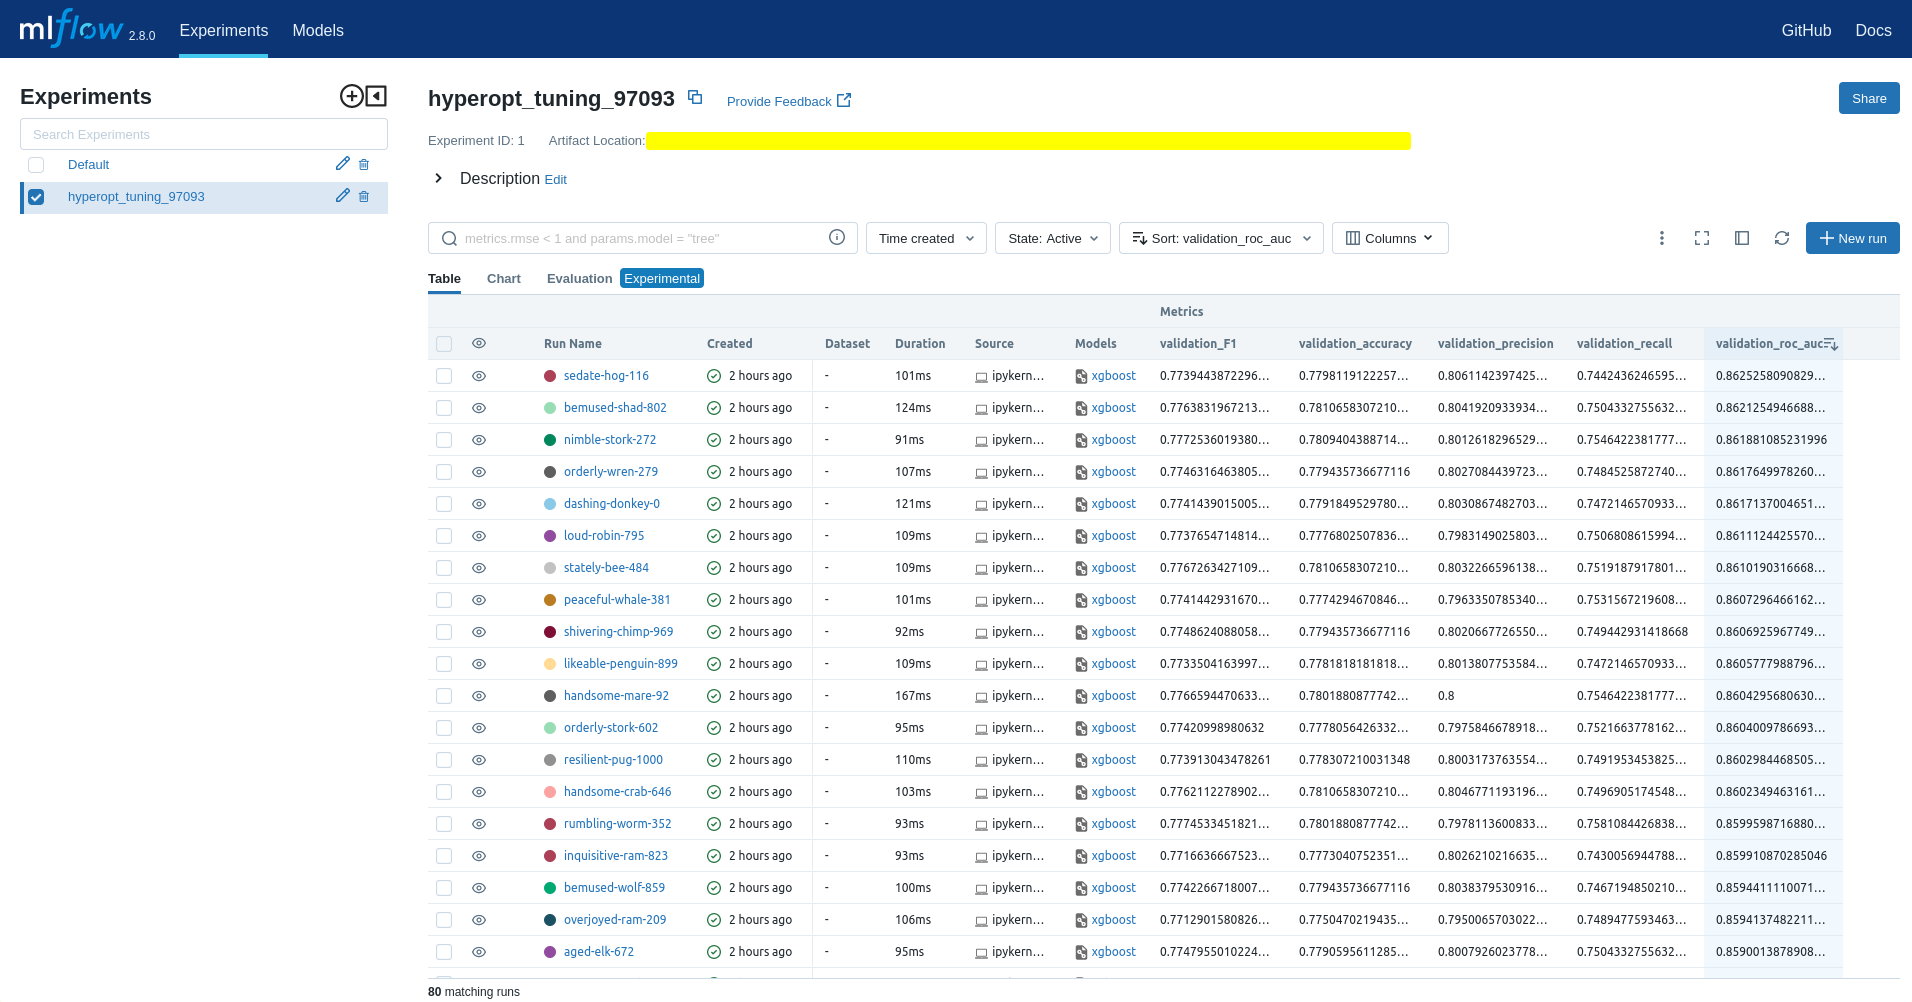 mlflow 2.8.0 Experiments Models GitHub Docs
Experiments
Search Experiments
Default
hyperopt_tuning_97093
hyperopt_tuning_97093 Provide Feedback Share
Experiment ID: 1 Artifact Location:
Description Edit
metrics.rmse < 1 and params.model = "tree" Time created State: Active Sort: validation_roc_auc Columns New run
Table Chart Evaluation Experimental
Metrics
Run Name Created Dataset Duration Source Models validation_F1 validation_accuracy validation_precision validation_recall validation_roc_auc
sedate-hog-116 2 hours ago - 101ms ipykern... xgboost 0.7739443872296... 0.7798119122257... 0.8061142397425... 0.7442436246595... 0.8625258090829...
bemused-shad-802 2 hours ago - 124ms ipykern... xgboost 0.7763831967213... 0.7810658307210... 0.8041920933934... 0.7504332755632... 0.8621254946688...
nimble-stork-272 2 hours ago - 91ms ipykern... xgboost 0.7772536019380... 0.7809404388714... 0.8012618296529... 0.7546422381777... 0.861881085231996
orderly-wren-279 2 hours ago - 107ms ipykern... xgboost 0.7746316463805... 0.779435736677116 0.8027084439723... 0.7484525872740... 0.8617649978260...
dashing-donkey-0 2 hours ago - 121ms ipykern... xgboost 0.7741439015005... 0.7791849529780... 0.8030867482703... 0.7472146570933... 0.8617137004651...
loud-robin-795 2 hours ago - 109ms ipykern... xgboost 0.7737654714814... 0.7776802507836... 0.7983149025803... 0.7506808615994... 0.8611124425570...
stately-bee-484 2 hours ago - 109ms ipykern... xgboost 0.7767263427109... 0.7810658307210... 0.8032266596138... 0.7519187917801... 0.8610190316668...
peaceful-whale-381 2 hours ago - 101ms ipykern... xgboost 0.7741442931670... 0.7774294670846... 0.7963350785340... 0.7531567219608... 0.8607296466162...
shivering-chimp-969 2 hours ago - 92ms ipykern... xgboost 0.7748624088058... 0.779435736677116 0.8020667726550... 0.749442931418668 0.8606925967749...
likeable-penguin-899 2 hours ago - 109ms ipykern... xgboost 0.7733504163997... 0.7781818181818... 0.8013807753584... 0.7472146570933... 0.8605777988796...
handsome-mare-92 2 hours ago - 167ms ipykern... xgboost 0.7766594470633... 0.7801880877742... 0.8 0.7546422381777... 0.8604295680630...
orderly-stork-602 2 hours ago - 95ms ipykern... xgboost 0.77420998980632 0.7778056426332... 0.7975846678918... 0.7521663778162... 0.8604009786693...
resilient-pug-1000 2 hours ago - 110ms ipykern... xgboost 0.773913043478261 0.778307210031348 0.8003173763554... 0.7491953453825... 0.8602984468505...
handsome-crab-646 2 hours ago - 103ms ipykern... xgboost 0.7762112278902... 0.7810658307210... 0.8046771193196... 0.7496905174548... 0.8602349463161...
rumbling-worm-352 2 hours ago - 93ms ipykern... xgboost 0.7774533451821... 0.7801880877742... 0.7978113600833... 0.7581084426838... 0.8599598716880...
inquisitive-ram-823 2 hours ago - 93ms ipykern... xgboost 0.7716636667523... 0.7773040752351... 0.8026210216635... 0.7430056944788... 0.859910870285046
bemused-wolf-859 2 hours ago - 100ms ipykern... xgboost 0.7742266718007... 0.779435736677116 0.8038379530916... 0.7467194850210... 0.8594411110071...
overjoyed-ram-209 2 hours ago - 106ms ipykern... xgboost 0.7712901580826... 0.7750470219435... 0.7950065703022... 0.7489477593463... 0.8594137482211...
aged-elk-672 2 hours ago - 95ms ipykern... xgboost 0.7747955010224... 0.7790595611285... 0.8007926023778... 0.7504332755632... 0.8590013878908...
80 matching runs